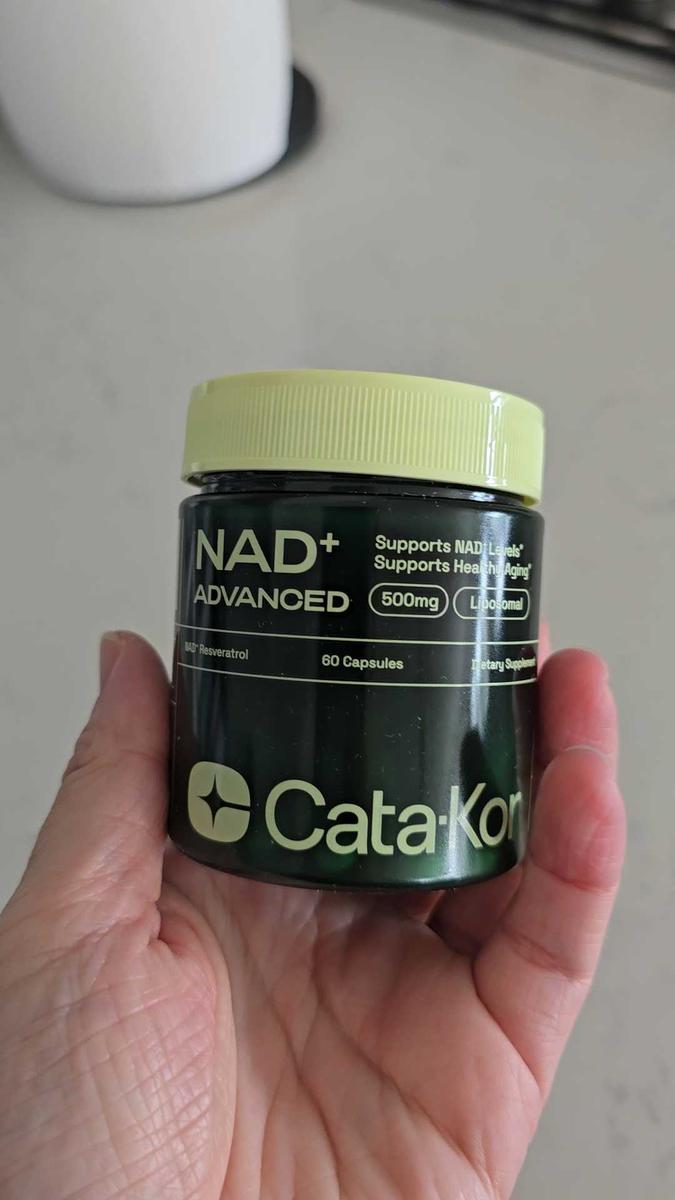 NAD+
ADVANCED
Supports NAD+ Levels*
Supports Healthy Aging*
500mg
Liposomal
NAD+ Resveratrol
60 Capsules
Dietary Supplement
Cata·Kor